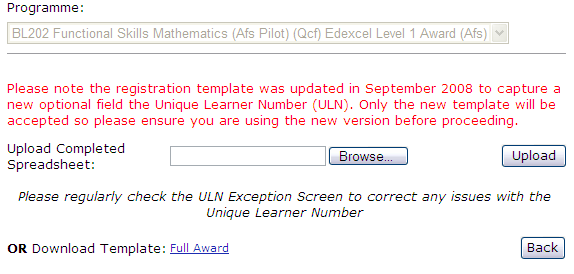 Programme:
BL202 Functional Skills Mathematics (Afs Pilot) (Qcf) Edexcel Level 1 Award (Afs)
Please note the registration template was updated in September 2008 to capture a
new optional field the Unique Learner Number (ULN). Only the new template will be
accepted so please ensure you are using the new version before proceeding.
Upload Completed
Spreadsheet:
Browse...
Upload
Please regularly check the ULN Exception Screen to correct any issues with the
Unique Learner Number
OR Download Template: Full Award
Back